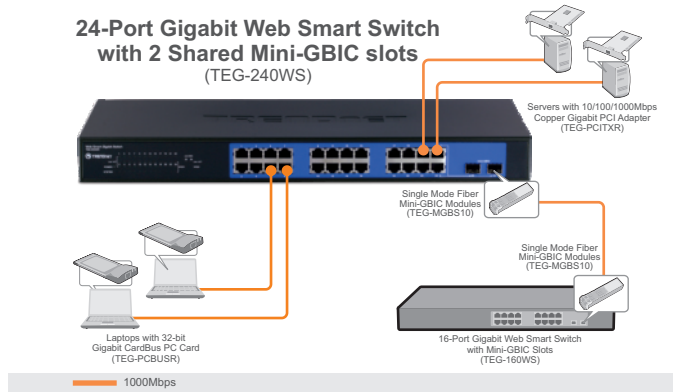 24-Port Gigabit Web Smart Switch
with 2 Shared Mini-GBIC slots
(TEG-240WS)
Servers with 10/100/1000Mbps
Copper Gigabit PCI Adapter
(TEG-PCITXR)
TRENDnet
Single Mode Fiber
Mini-GBIC Modules
(TEG-MGBS10)
Single Mode Fiber
Mini-GBIC Modules
(TEG-MGBS10)
Laptops with 32-bit
Gigabit CardBus PC Card
(TEG-PCBUSR)
16-Port Gigabit Web Smart Switch
with Mini-GBIC Slots
(TEG-160WS)
1000Mbps